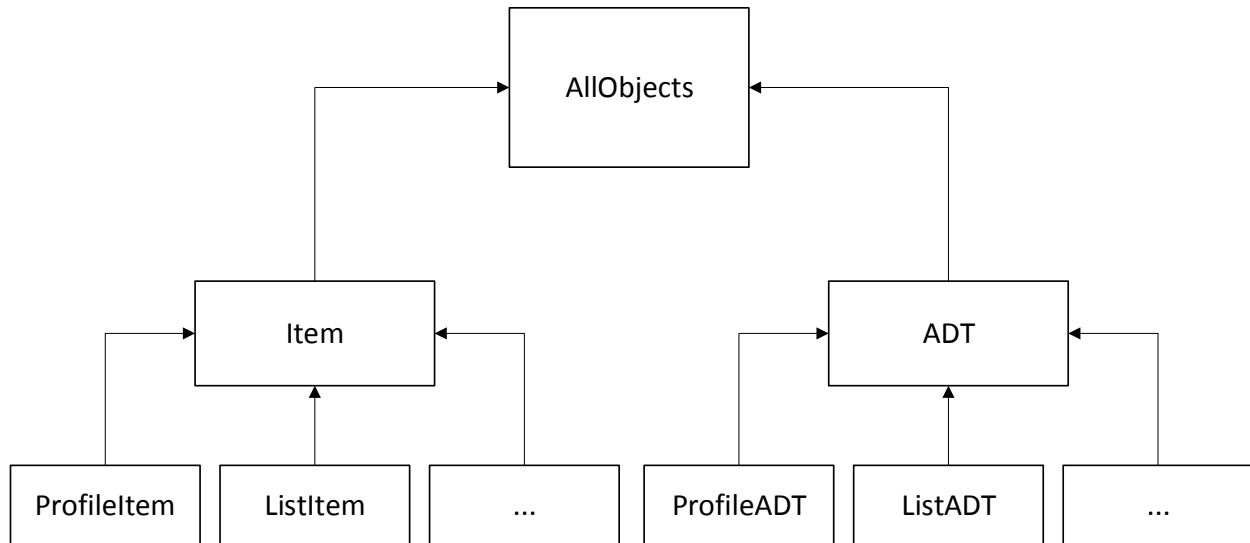 AllObjects
Item
ADT
ProfileItem
ListItem
...
ProfileADT
ListADT
...